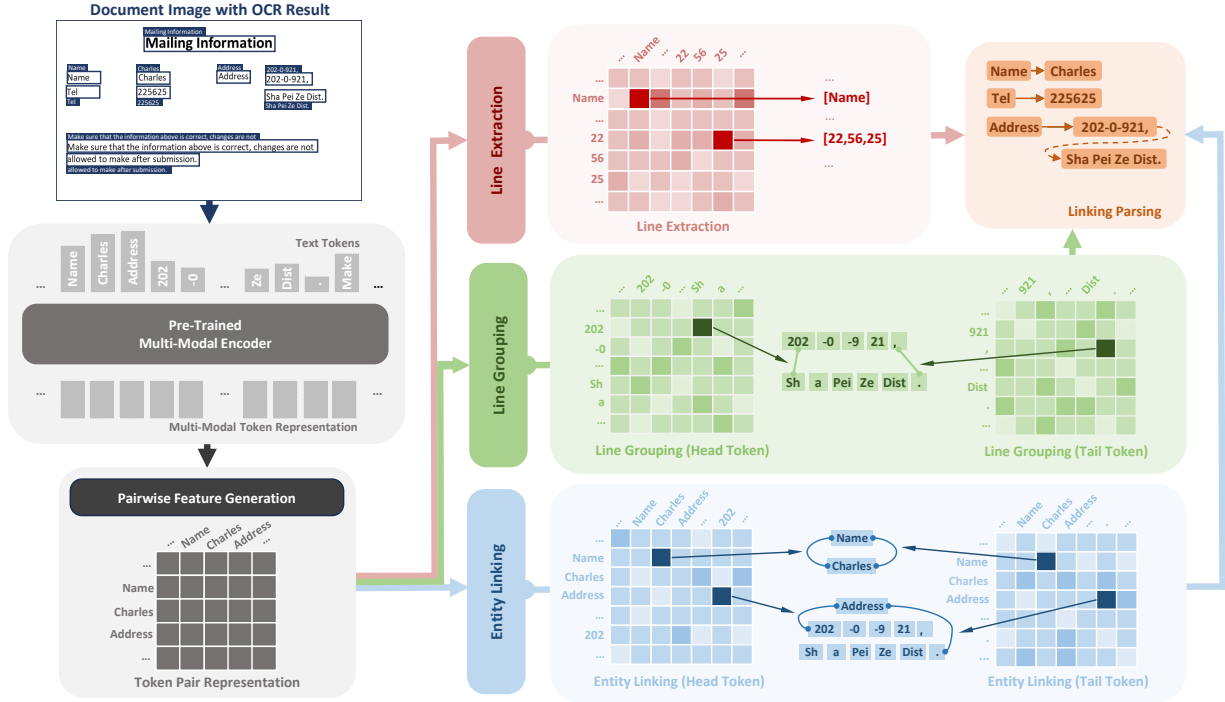 Document Image with OCR Result
Mailing Information
Mailing Information
Name
Name
Charles
Charles
Address
Address
202-0-921,
202-0-921,
Tel
Tel
225625
225625
Sha Pei Ze Dist.
Sha Pei Ze Dist.
Make sure that the information above is correct, changes are not
Make sure that the information above is correct, changes are not
allowed to make after submission.
allowed to make after submission.
Text Tokens
... Name Charles Address 202 -0 ... Ze Dist . Make ...
Pre-Trained
Multi-Modal Encoder
... ... ...
Multi-Modal Token Representation
Pairwise Feature Generation
... Name Charles Address ...
...
Name
Charles
Address
...
Token Pair Representation
Line Extraction
... Name ... 22 56 25 ...
...
Name
...
22
56
25
...
...
[Name]
...
[22,56,25]
...
Line Extraction
Name Charles
Tel 225625
Address 202-0-921,
Sha Pei Ze Dist.
Linking Parsing
Line Grouping
... 202 -0 ... Sh a ...
...
202
-0
...
Sh
a
...
Line Grouping (Head Token)
202 -0 -9 21 ,
Sh a Pei Ze Dist .
... 921 , ... Dist . ...
...
921
,
...
Dist
.
...
Line Grouping (Tail Token)
Entity Linking
... Name Charles Address ... 202 ...
...
Name
Charles
Address
...
202
...
Entity Linking (Head Token)
Name
Charles
Address
202 -0 -9 21 ,
Sh a Pei Ze Dist .
... Name Charles Address ... . ...
...
Name
Charles
Address
...
.
...
Entity Linking (Tail Token)